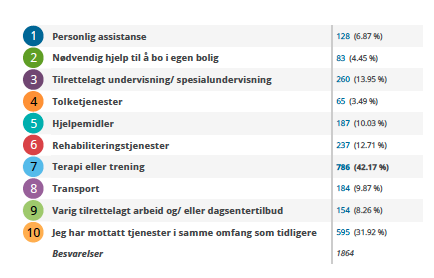 1 Personlig assistanse 128 (6.87 %)
2 Nødvendig hjelp til å bo i egen bolig 83 (4.45 %)
3 Tilrettelagt undervisning/ spesialundervisning 260 (13.95 %)
4 Tolketjenester 65 (3.49 %)
5 Hjelpemidler 187 (10.03 %)
6 Rehabiliteringstjenester 237 (12.71 %)
7 Terapi eller trening 786 (42.17 %)
8 Transport 184 (9.87 %)
9 Varig tilrettelagt arbeid og/ eller dagsentertilbud 154 (8.26 %)
10 Jeg har mottatt tjenester i samme omfang som tidligere 595 (31.92 %)
Besvarelser 1864